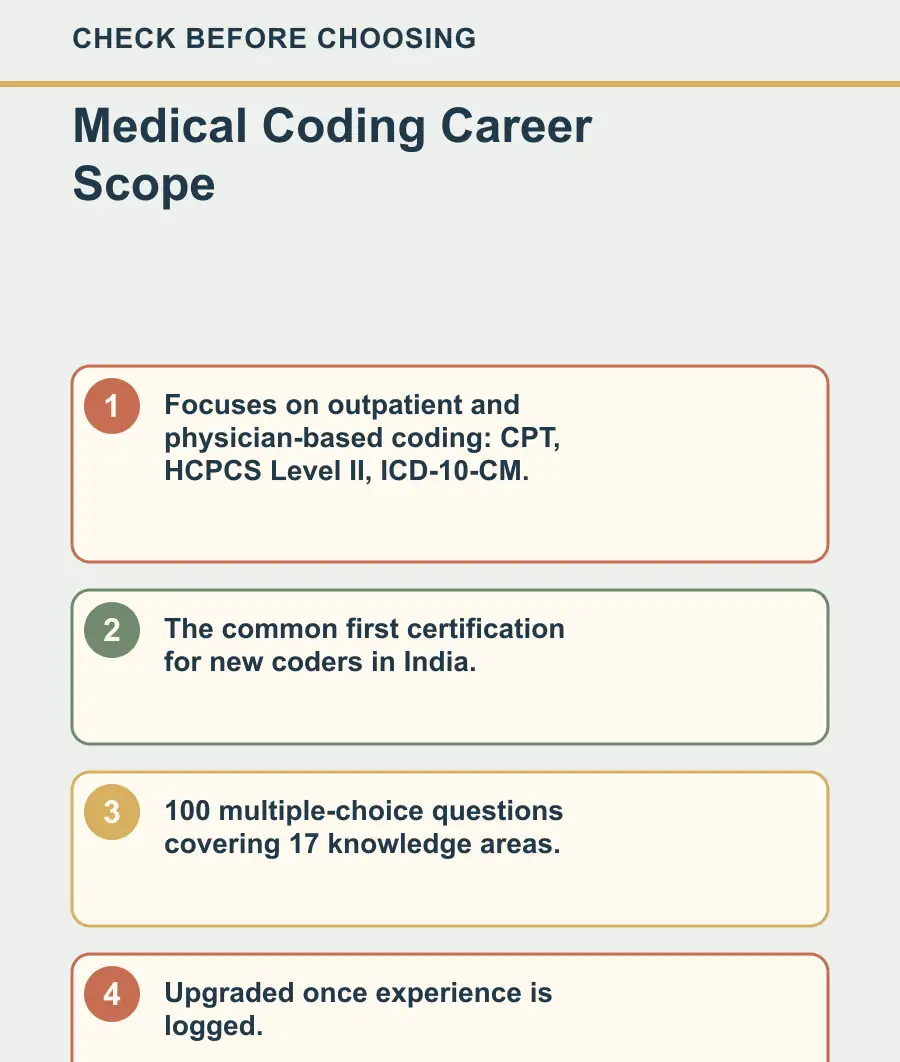 CHECK BEFORE CHOOSING
Medical Coding Career
Scope
1
Focuses on outpatient and
physician-based coding: CPT,
HCPCS Level II, ICD-10-CM.
2
The common first certification
for new coders in India.
3
100 multiple-choice questions
covering 17 knowledge areas.
4
Upgraded once experience is
logged.